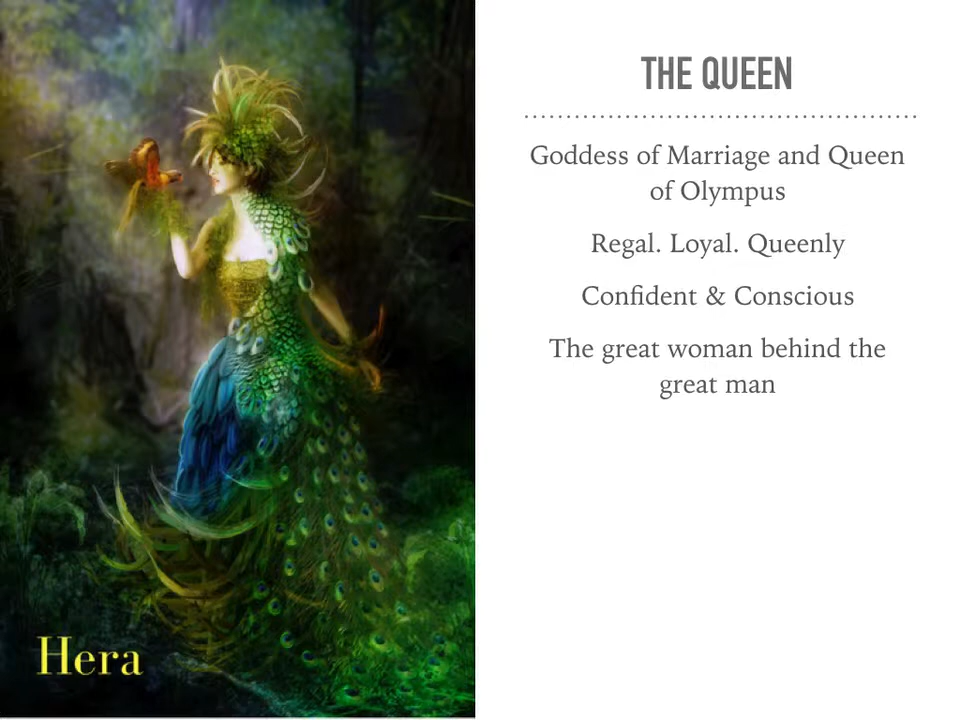 THE QUEEN
Goddess of Marriage and Queen
of Olympus
Regal. Loyal. Queenly
Confident & Conscious
The great woman behind the
great man
Hera